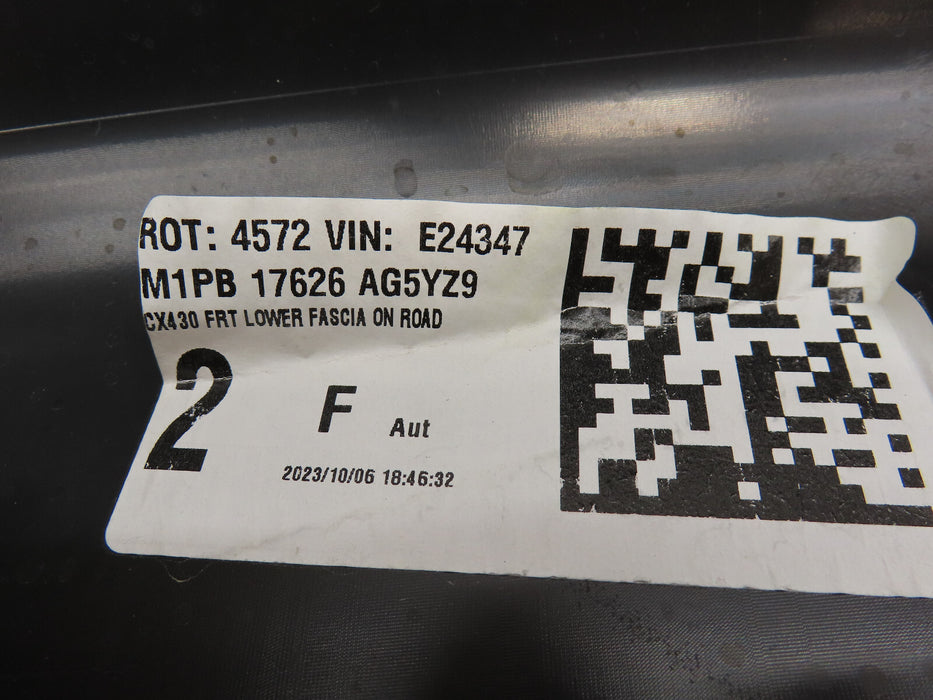 ROT: 4572 VIN: E24347
M1PB 17626 AG5YZ9
CX430 FRT LOWER FASCIA ON ROAD
2 F Aut
2023/10/06 18:46:32